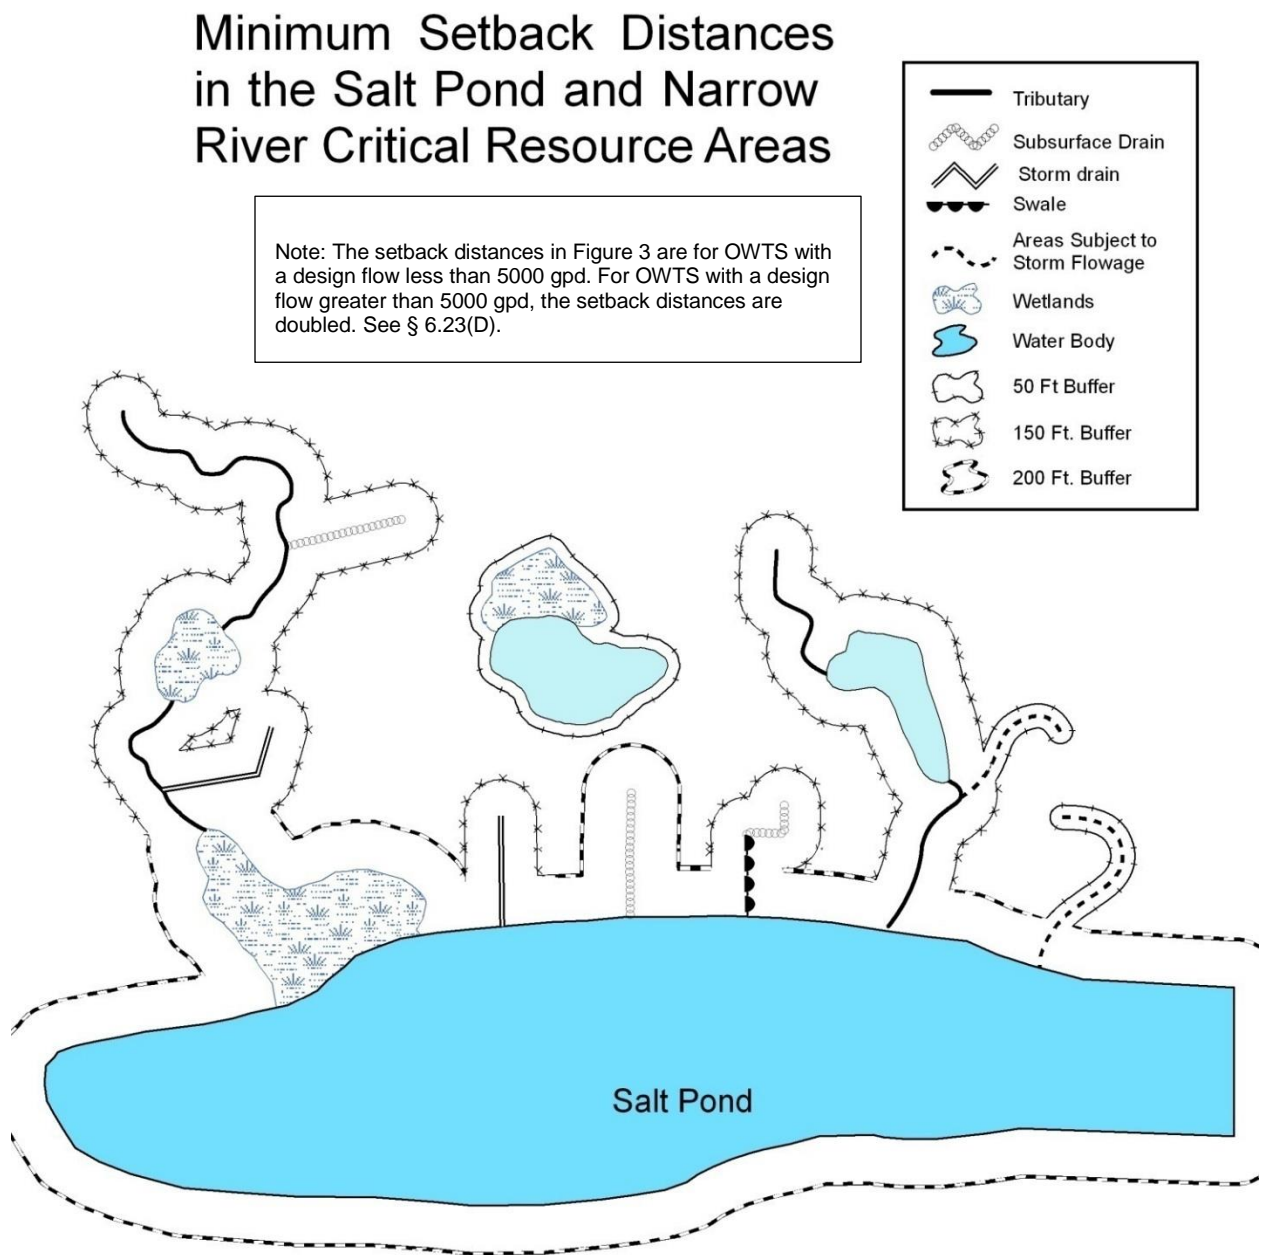 Minimum Setback Distances
in the Salt Pond and Narrow
River Critical Resource Areas
Note: The setback distances in Figure 3 are for OWTS with
a design flow less than 5000 gpd. For OWTS with a design
flow greater than 5000 gpd, the setback distances are
doubled. See § 6.23(D).
Tributary
Subsurface Drain
Storm drain
Swale
Areas Subject to
Storm Flowage
Wetlands
Water Body
50 Ft Buffer
150 Ft. Buffer
200 Ft. Buffer
Salt Pond